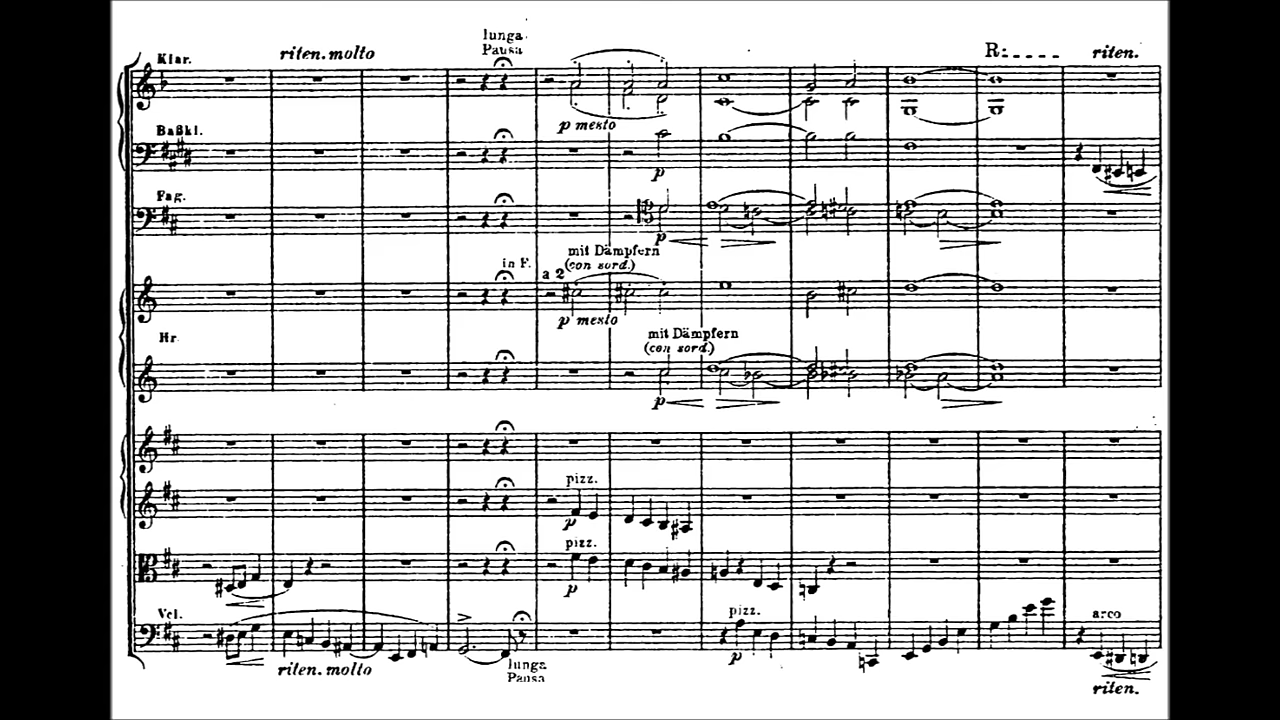 lunga
Pausa
Klar.
riten. molto
R:-----
riten.
p mesto
Baßkl.
p
Fag.
p
mit Dämpfern
in F.
(con sord.)
a 2
p mesto
Hr.
mit Dämpfern
(con sord.)
p
pizz.
p
pizz.
p
Vcl.
pizz.
arco
p
riten. molto
lunga
Pausa
riten.